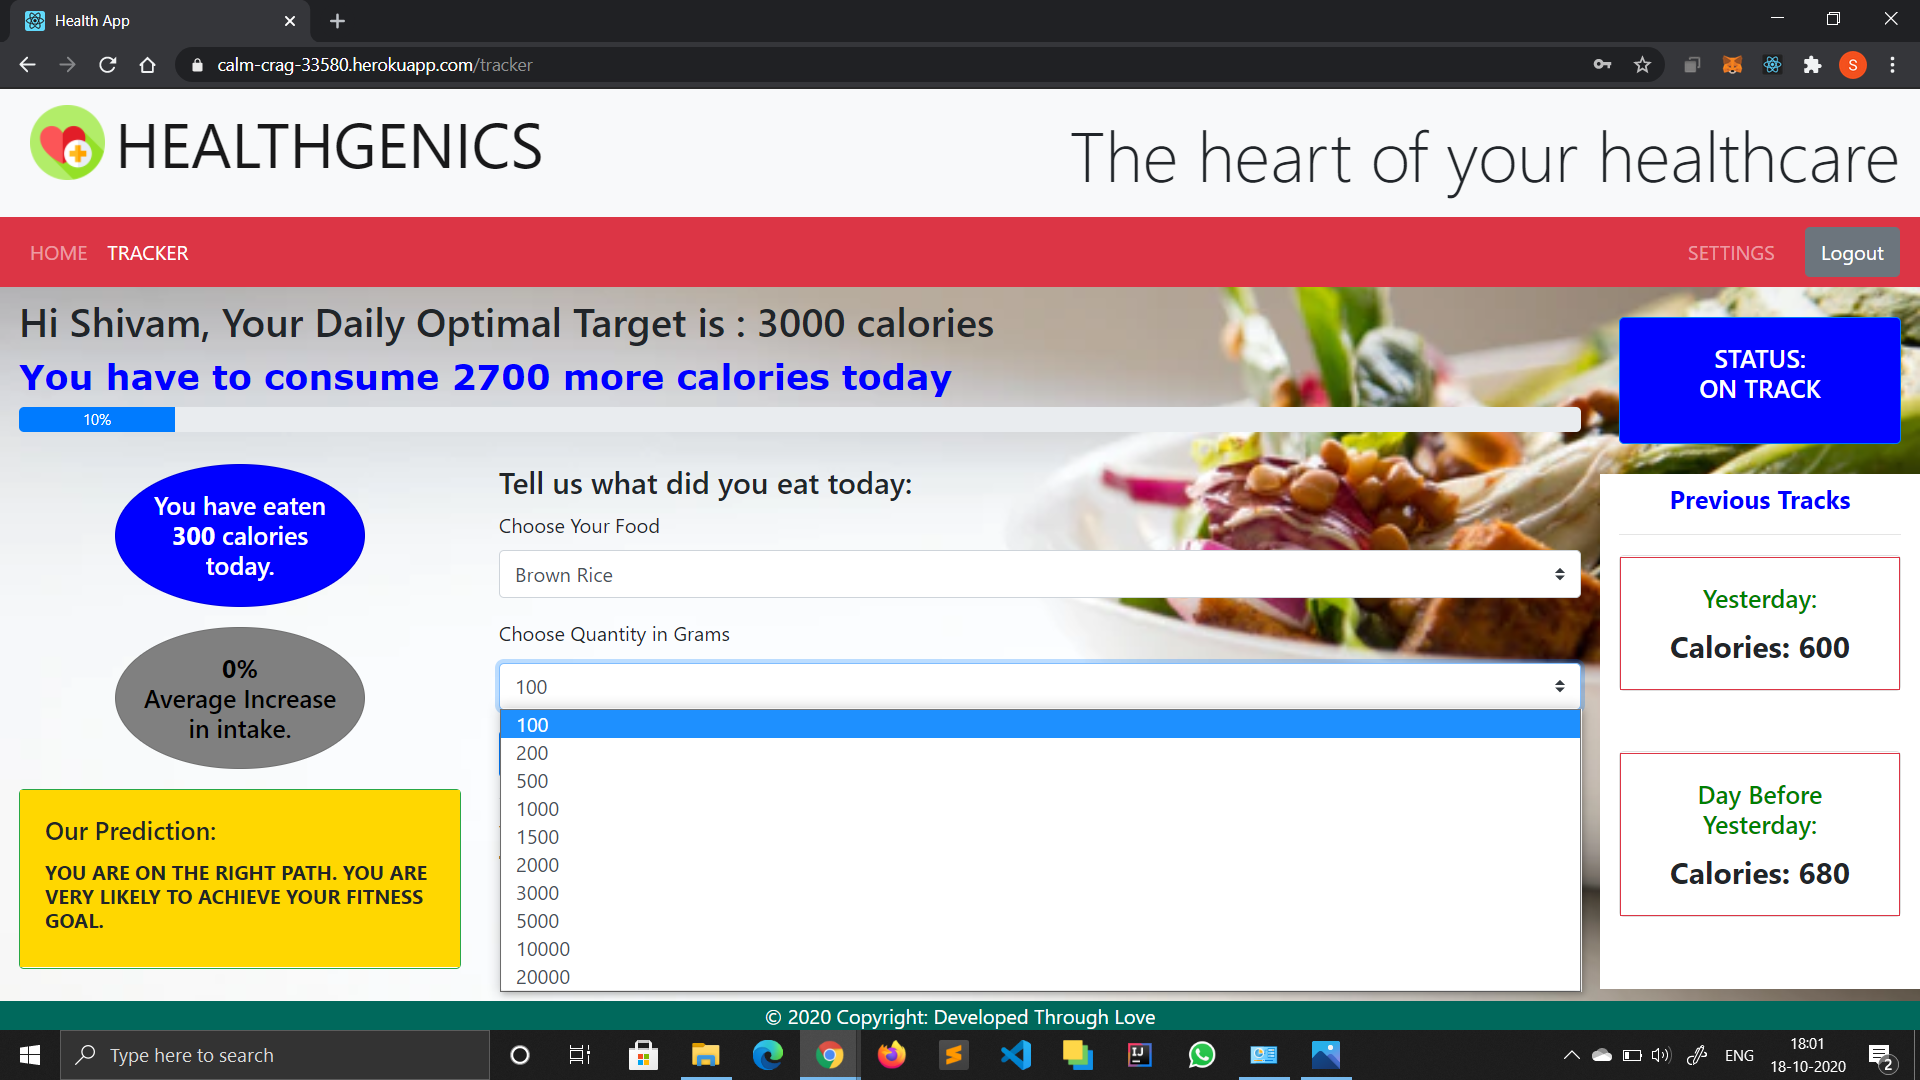 Health App
calm-crag-33580.herokuapp.com/tracker
S
HEALTHGENICS
The heart of your healthcare
HOME
TRACKER
SETTINGS
Logout
Hi Shivam, Your Daily Optimal Target is : 3000 calories
You have to consume 2700 more calories today
10%
STATUS:
ON TRACK
You have eaten
300 calories
today.
0%
Average Increase
in intake.
Our Prediction:
YOU ARE ON THE RIGHT PATH. YOU ARE
VERY LIKELY TO ACHIEVE YOUR FITNESS
GOAL.
Tell us what did you eat today:
Choose Your Food
Brown Rice
Choose Quantity in Grams
100
100
200
500
1000
1500
2000
3000
5000
10000
20000
Previous Tracks
Yesterday:
Calories: 600
Day Before
Yesterday:
Calories: 680
© 2020 Copyright: Developed Through Love
Type here to search
IJ
ENG
18:01
18-10-2020
2